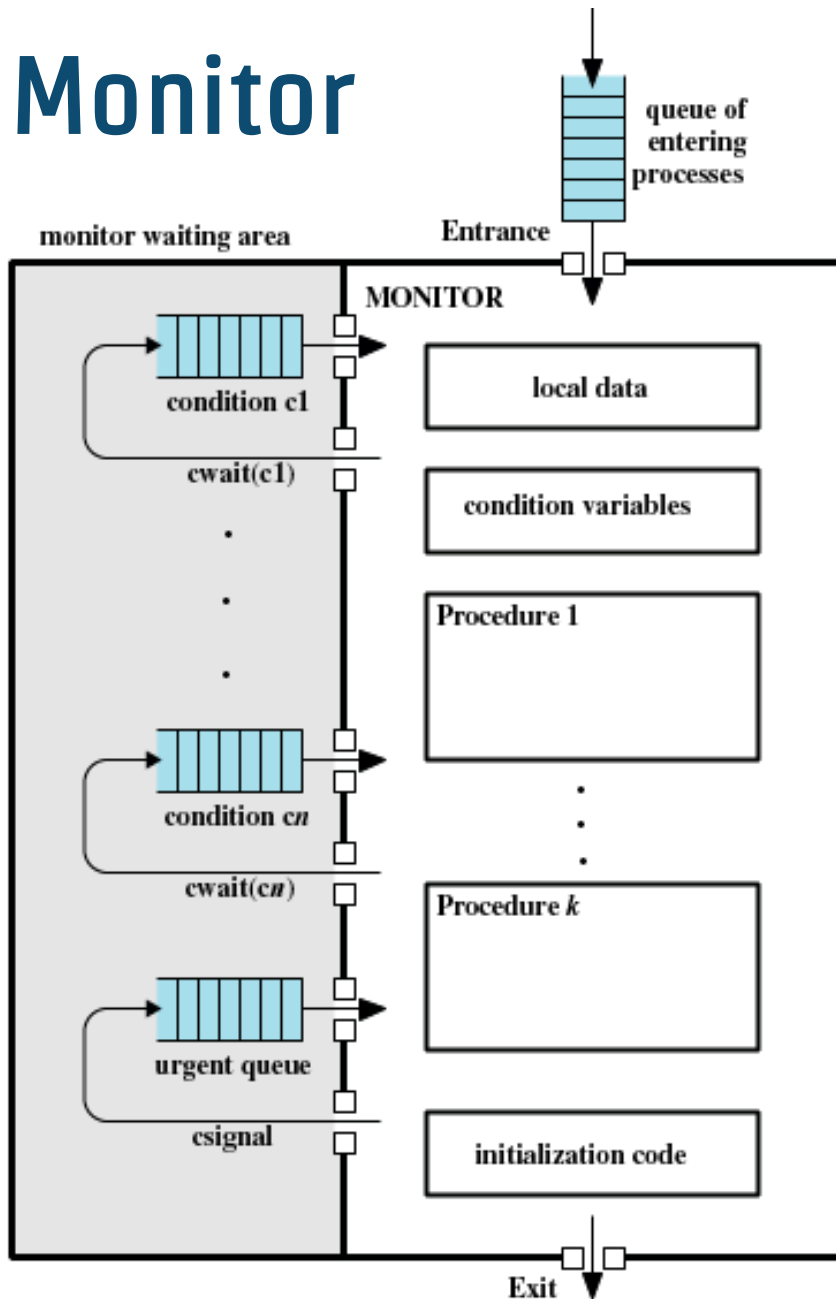 Monitor
queue of
entering
processes
monitor waiting area
Entrance
MONITOR
condition c1
cwait(c1)
condition cn
cwait(cn)
urgent queue
csignal
local data
condition variables
Procedure 1
Procedure k
initialization code
Exit